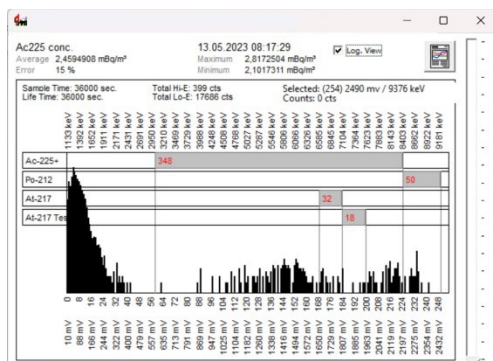 Ac225 conc. 13.05.2023 08:17:29 Log. View
Average 2,4594908 mBq/m³ Maximum 2,8172504 mBq/m³
Error 15 % Minimum 2,1017311 mBq/m³
Sample Time: 36000 sec. Total Hi-E: 399 cts Selected: (254) 2490 mv / 9376 keV
Life Time: 36000 sec. Total Lo-E: 17686 cts Counts: 0 cts
1133 keV 1392 keV 1652 keV 1911 keV 2171 keV 2431 keV 2691 keV 2950 keV 3210 keV 3469 keV 3729 keV 3988 keV 4248 keV 4508 keV 4768 keV 5027 keV 5287 keV 5546 keV 5806 keV 6066 keV 6326 keV 6585 keV 6845 keV 7104 keV 7364 keV 7623 keV 7883 keV 8143 keV 8403 keV 8662 keV 8922 keV 9181 keV
Ac-225+ 348
Po-212 50
At-217 32
At-217 Tes 18
0 8 16 24 32 40 48 56 64 72 80 88 96 104 112 120 128 136 144 152 160 168 176 184 192 200 208 216 224 232 240 248
10 mV 88 mV 166 mV 244 mV 322 mV 400 mV 479 mV 557 mV 635 mV 713 mV 791 mV 869 mV 947 mV 1026 mV 1104 mV 1182 mV 1260 mV 1338 mV 1416 mV 1494 mV 1572 mV 1650 mV 1729 mV 1807 mV 1885 mV 1963 mV 2041 mV 2119 mV 2197 mV 2275 mV 2354 mV 2432 mV